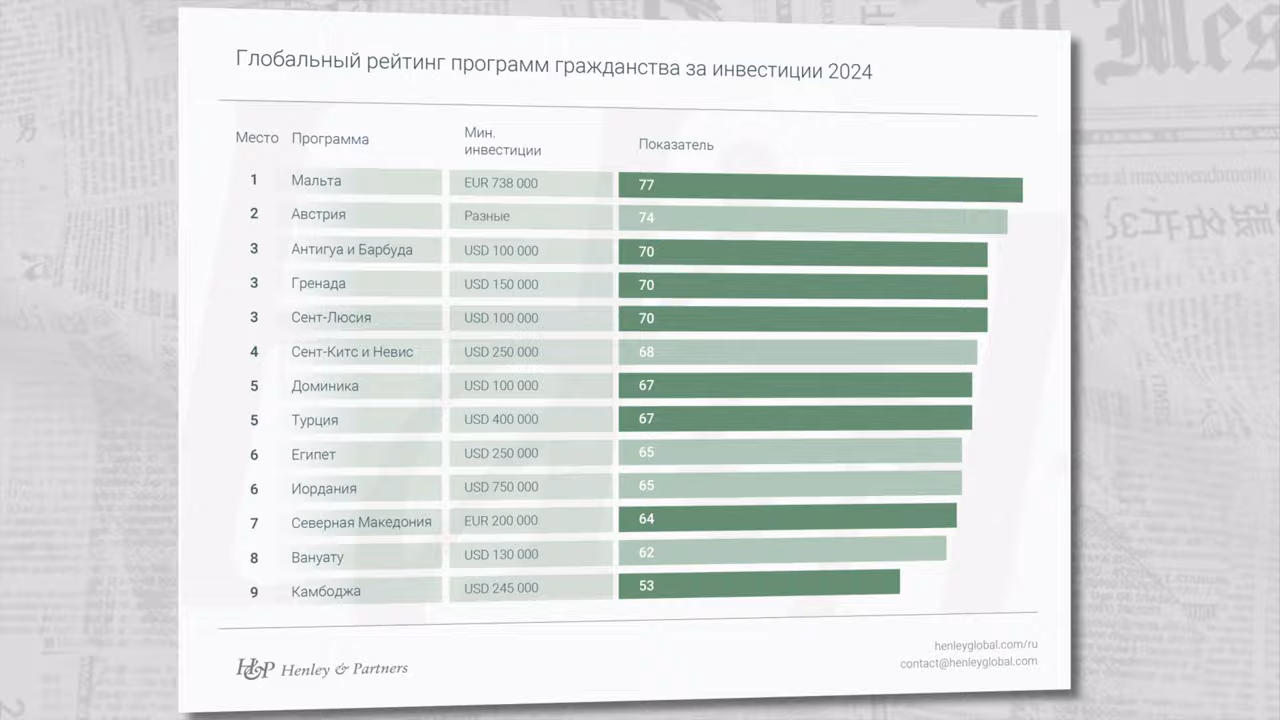 Глобальный рейтинг программ гражданства за инвестиции 2024
Место Программа Мин. инвестиции Показатель
1 Мальта EUR 738 000 77
2 Австрия Разные 74
3 Антигуа и Барбуда USD 100 000 70
3 Гренада USD 150 000 70
3 Сент-Люсия USD 100 000 70
4 Сент-Китс и Невис USD 250 000 68
5 Доминика USD 100 000 67
5 Турция USD 400 000 67
6 Египет USD 250 000 65
6 Иордания USD 750 000 65
7 Северная Македония EUR 200 000 64
8 Вануату USD 130 000 62
9 Камбоджа USD 245 000 53
H&P Henley & Partners
henleyglobal.com/ru
contact@henleyglobal.com